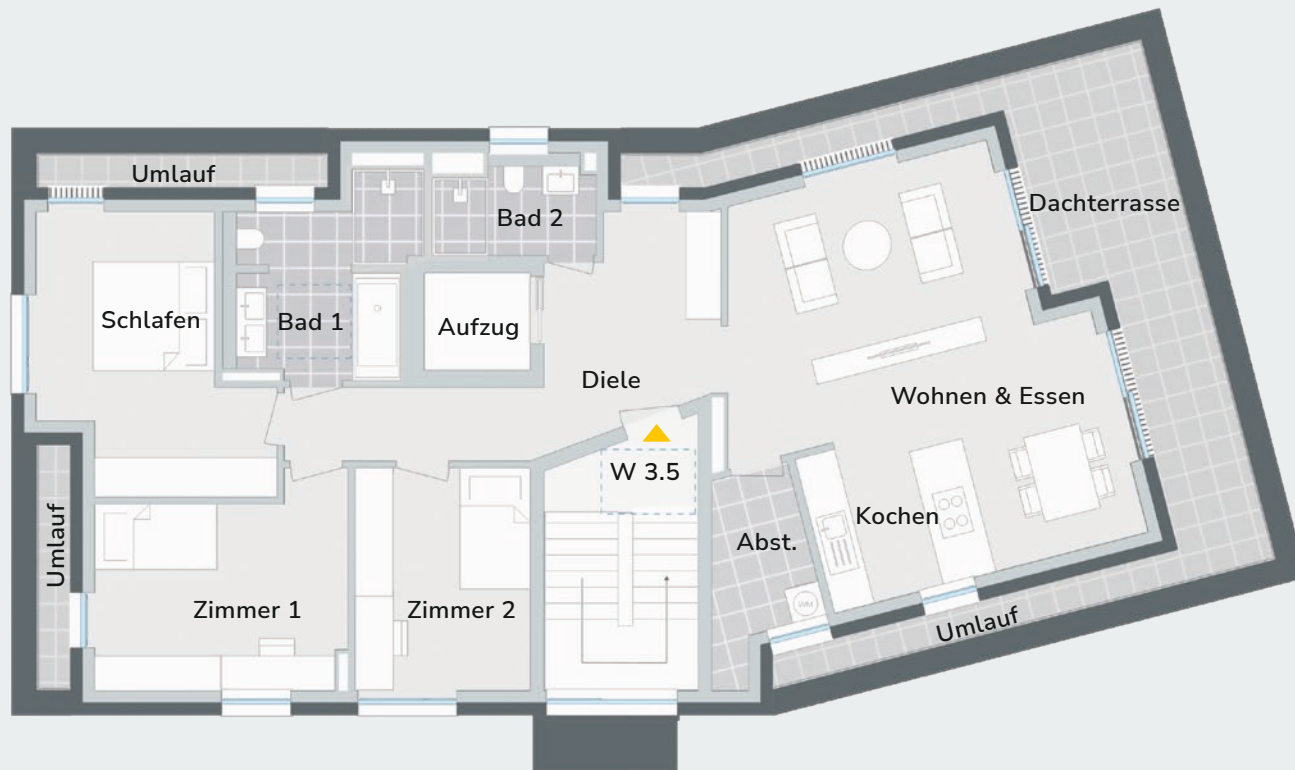 Umlauf
Dachterrasse
Bad 2
Schlafen
Bad 1
Aufzug
Diele
Wohnen & Essen
W 3.5
Umlauf
Kochen
Abst.
Zimmer 1
Zimmer 2
WM
Umlauf